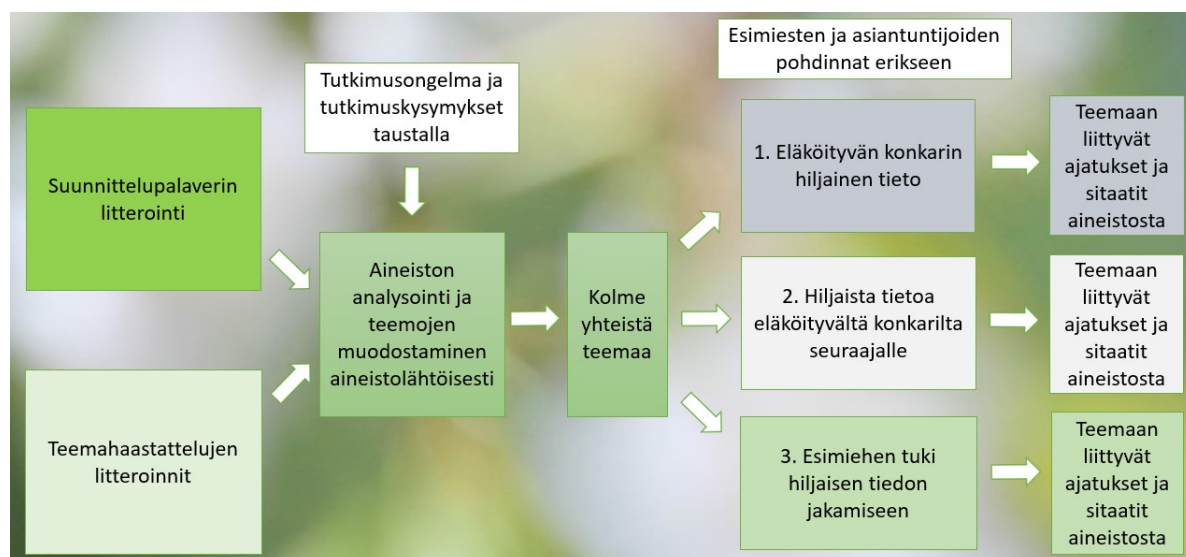 Esimiesten ja asiantuntijoiden
pohdinnat erikseen
Tutkimusongelma ja
tutkimuskysymykset
taustalla
Suunnittelupalaverin
litterointi
Teemahaastattelujen
litteroinnit
Aineiston
analysointi ja
teemojen
muodostaminen
aineistolähtöisesti
Kolme
yhteistä
teemaa
1. Eläköityvän konkarin
hiljainen tieto
Teemaan
liittyvät
ajatukset ja
sitaatit
aineistosta
2. Hiljaista tietoa
eläköityvältä konkarilta
seuraajalle
Teemaan
liittyvät
ajatukset ja
sitaatit
aineistosta
3. Esimiehen tuki
hiljaisen tiedon
jakamiseen
Teemaan
liittyvät
ajatukset ja
sitaatit
aineistosta